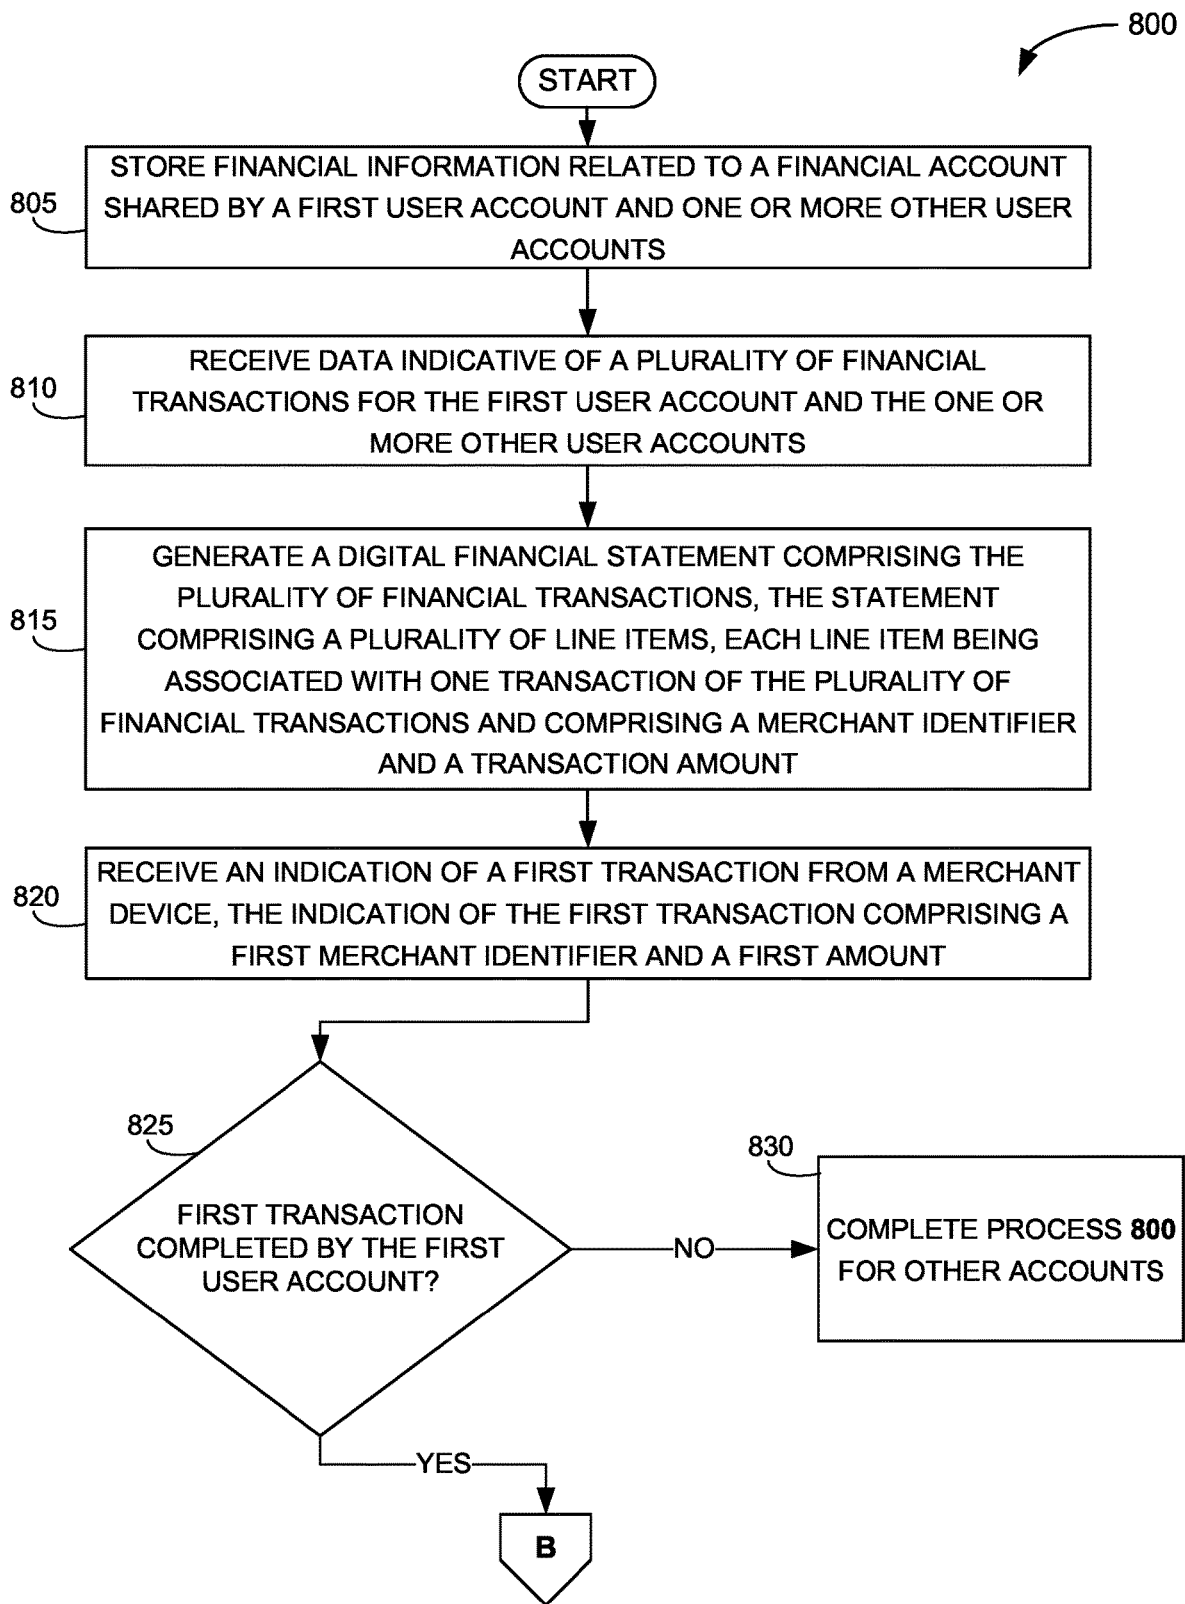 800
START
805
STORE FINANCIAL INFORMATION RELATED TO A FINANCIAL ACCOUNT
SHARED BY A FIRST USER ACCOUNT AND ONE OR MORE OTHER USER
ACCOUNTS
810
RECEIVE DATA INDICATIVE OF A PLURALITY OF FINANCIAL
TRANSACTIONS FOR THE FIRST USER ACCOUNT AND THE ONE OR
MORE OTHER USER ACCOUNTS
815
GENERATE A DIGITAL FINANCIAL STATEMENT COMPRISING THE
PLURALITY OF FINANCIAL TRANSACTIONS, THE STATEMENT
COMPRISING A PLURALITY OF LINE ITEMS, EACH LINE ITEM BEING
ASSOCIATED WITH ONE TRANSACTION OF THE PLURALITY OF
FINANCIAL TRANSACTIONS AND COMPRISING A MERCHANT IDENTIFIER
AND A TRANSACTION AMOUNT
820
RECEIVE AN INDICATION OF A FIRST TRANSACTION FROM A MERCHANT
DEVICE, THE INDICATION OF THE FIRST TRANSACTION COMPRISING A
FIRST MERCHANT IDENTIFIER AND A FIRST AMOUNT
825
FIRST TRANSACTION
COMPLETED BY THE FIRST
USER ACCOUNT?
NO
830
COMPLETE PROCESS 800
FOR OTHER ACCOUNTS
YES
B